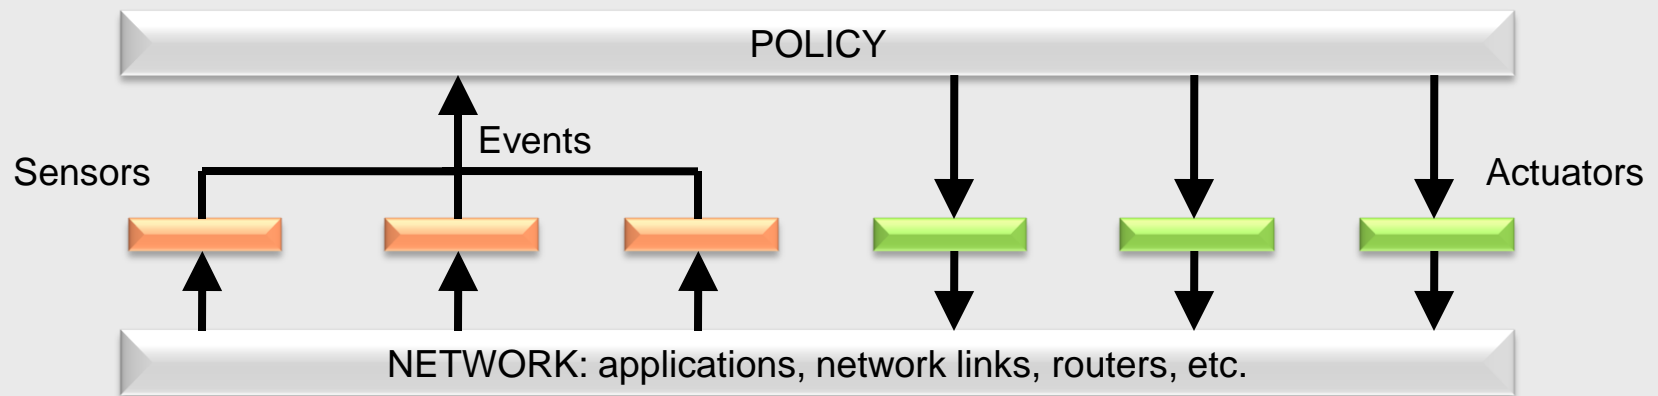 POLICY
Events
Sensors
Actuators
NETWORK: applications, network links, routers, etc.